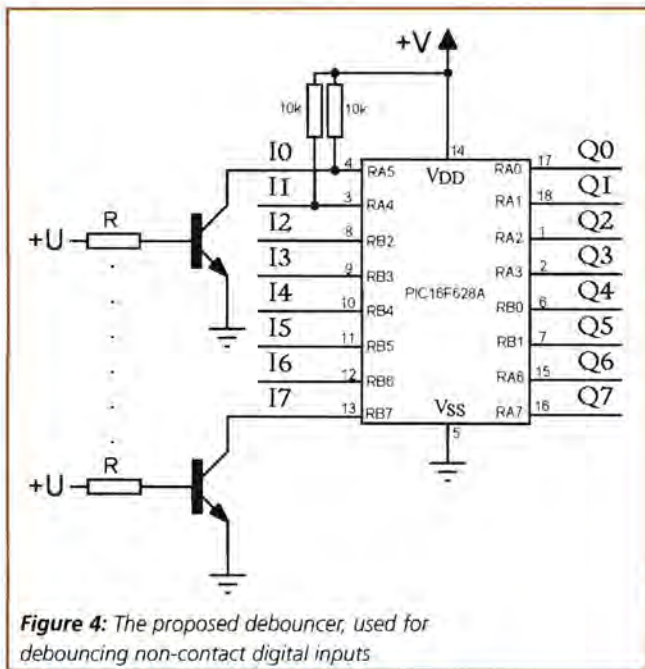 +V
10k 10k
I0 4 RA5 VDD 14 RA0 17 Q0
I1 3 RA4 RA1 18 Q1
I2 8 RB2 RA2 1 Q2
R
+U
I3 9 RB3 RA3 2 Q3
PIC16F628A
I4 10 RB4 RB0 6 Q4
I5 11 RB5 RB1 7 Q5
I6 12 RB6 RA6 15 Q6
I7 13 RB7 VSS 5 RA7 16 Q7
R
+U
Figure 4: The proposed debouncer, used for
debouncing non-contact digital inputs